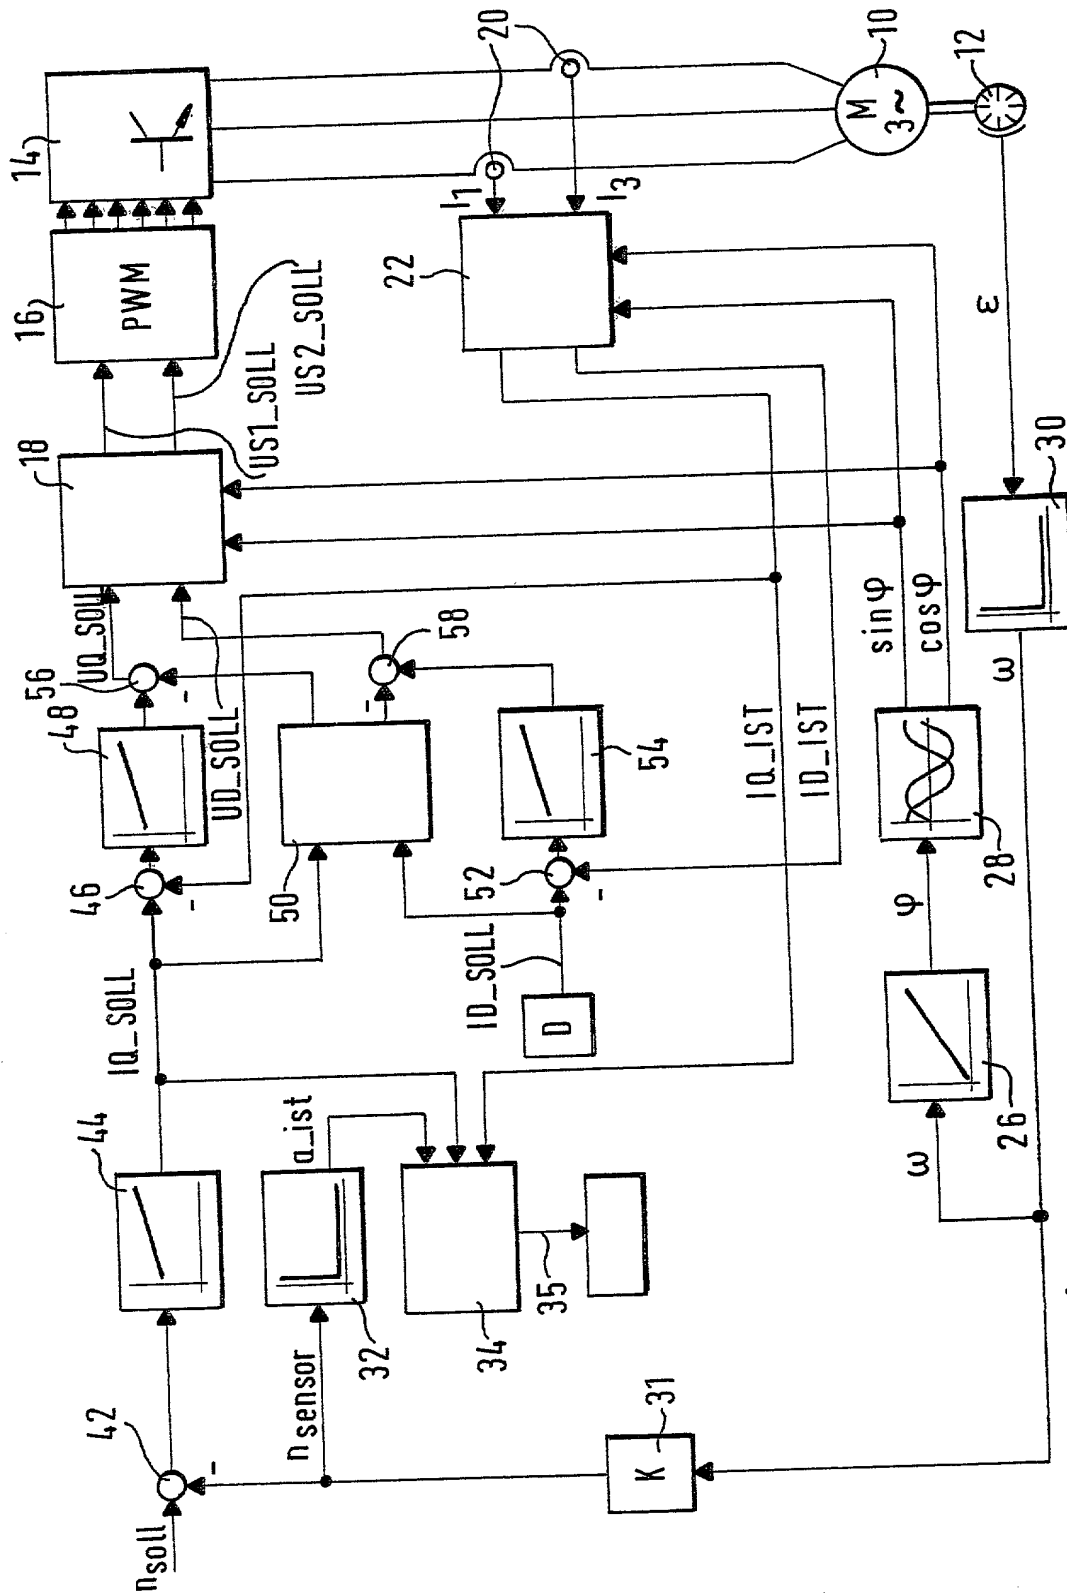 n_soll
42
-
44
IQ_SOLL
46
-
48
56
-
UQ_SOLL
UD_SOLL
18
US1_SOLL
US2_SOLL
16
PWM
14
n_sensor
32
a_ist
34
35
50
ID_SOLL
D
52
-
54
-
58
IQ_IST
ID_IST
22
I1
I3
20
M
3~
10
12
K
31
ω
26
φ
28
sinφ
cosφ
ω
30
ε